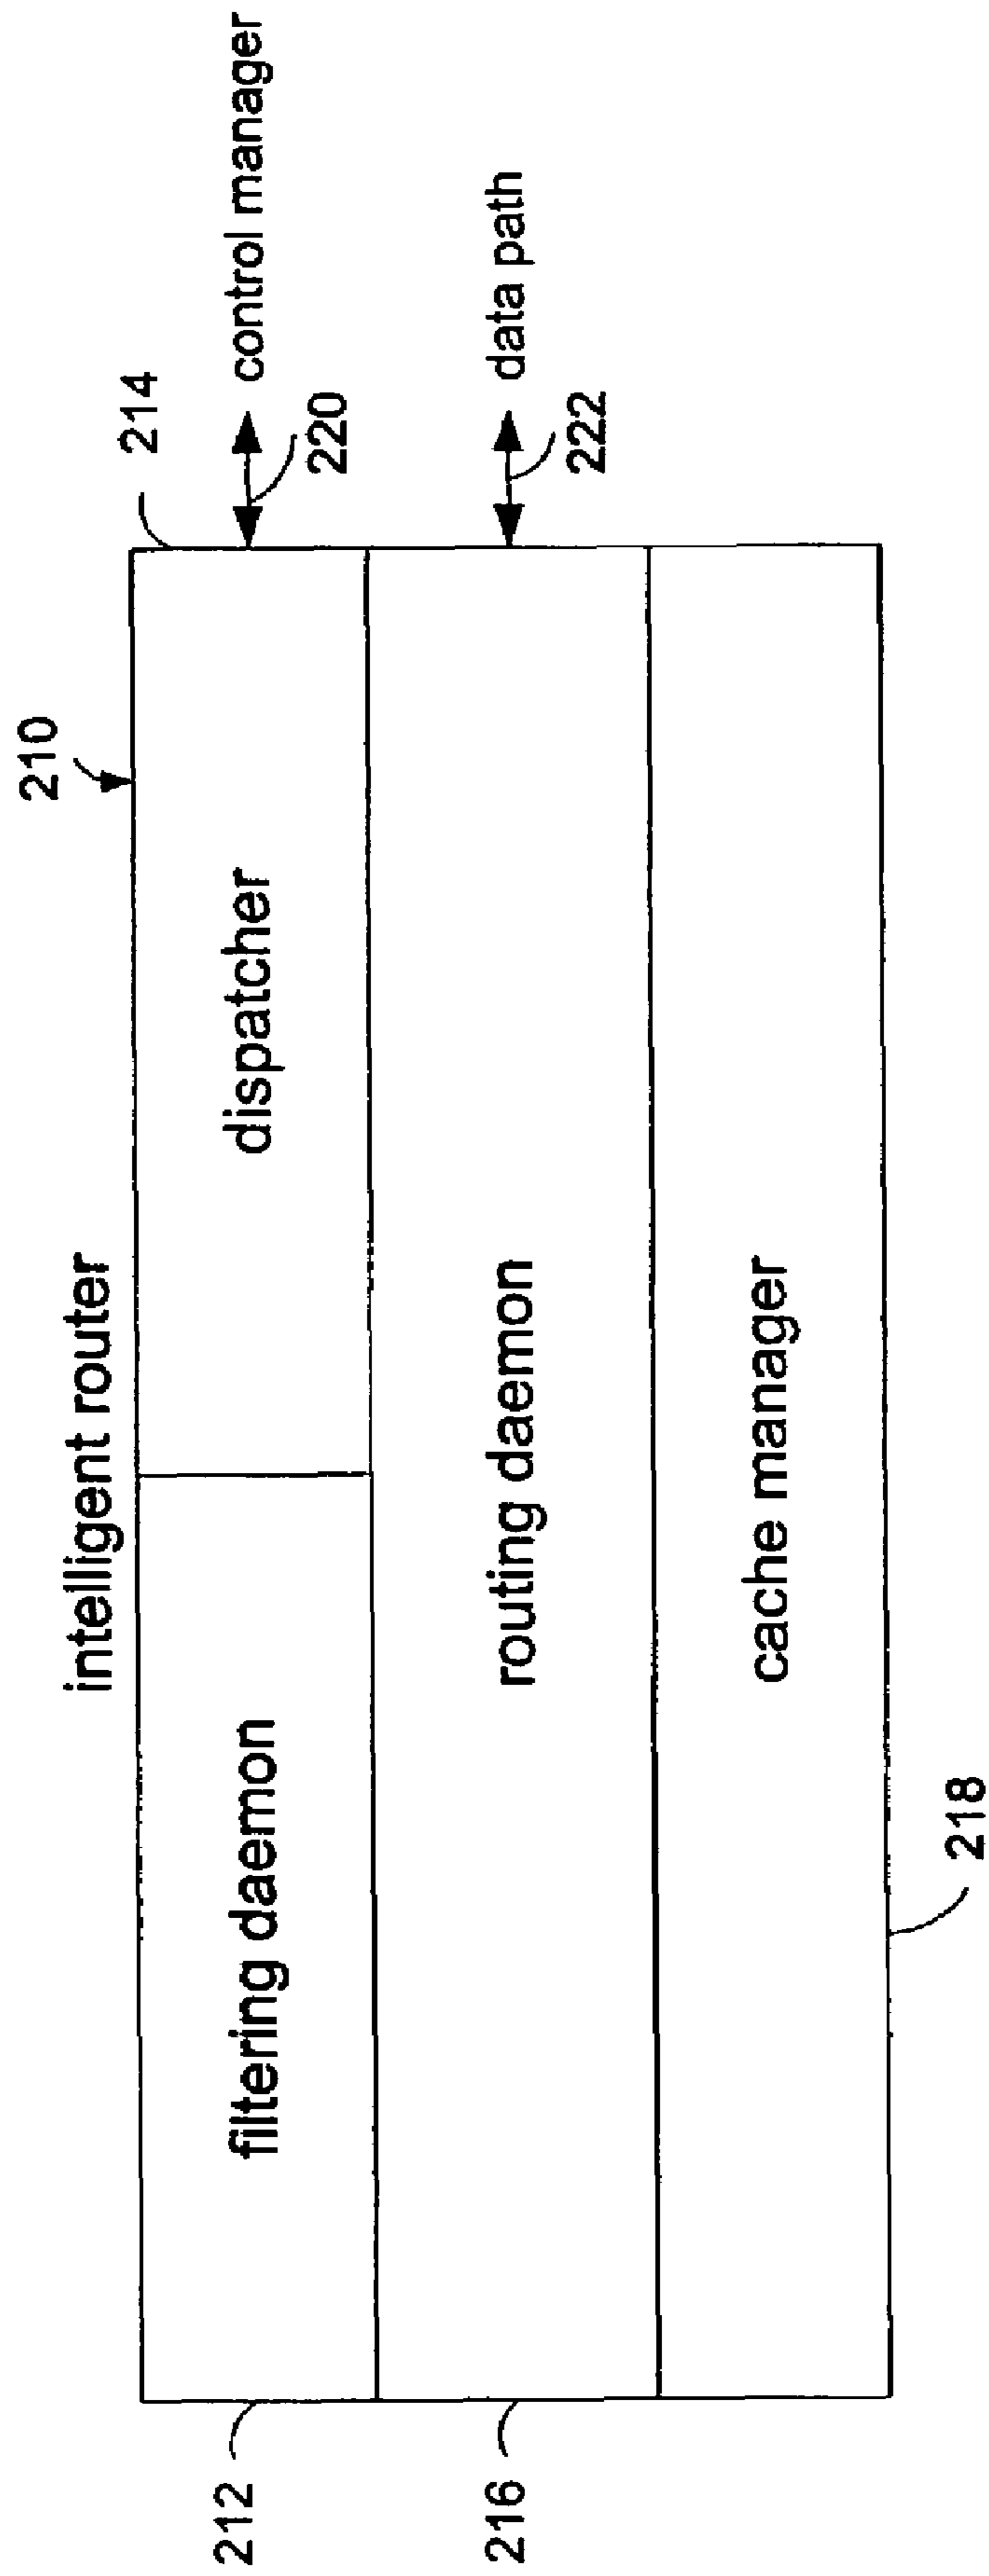 intelligent router
210
214
filtering daemon
dispatcher
control manager
220
212
routing daemon
data path
222
216
cache manager
218